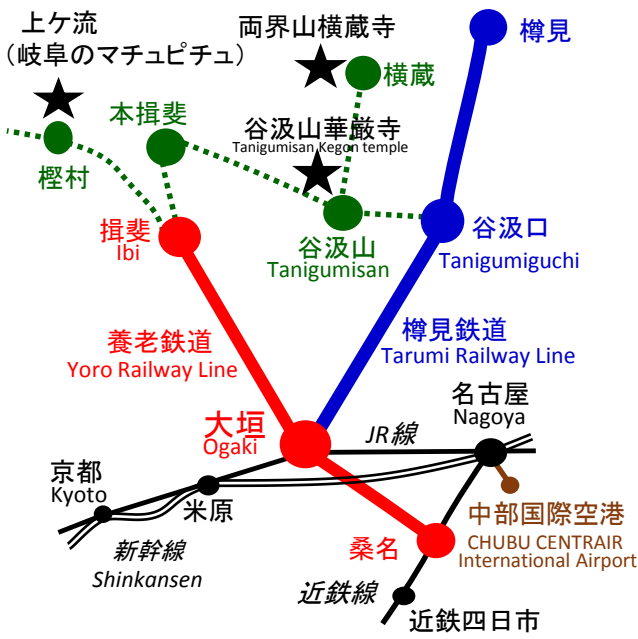 上ケ流
（岐阜のマチュピチュ）
両界山横蔵寺
樽見
横蔵
本揖斐
谷汲山華厳寺
Tanigumisan Kegon temple
樫村
揖斐
Ibi
谷汲山
Tanigumisan
谷汲口
Tanigumiguchi
養老鉄道
Yoro Railway Line
樽見鉄道
Tarumi Railway Line
大垣
Ogaki
JR線
名古屋
Nagoya
京都
Kyoto
米原
新幹線
Shinkansen
桑名
中部国際空港
CHUBU CENTRAIR
International Airport
近鉄線
近鉄四日市